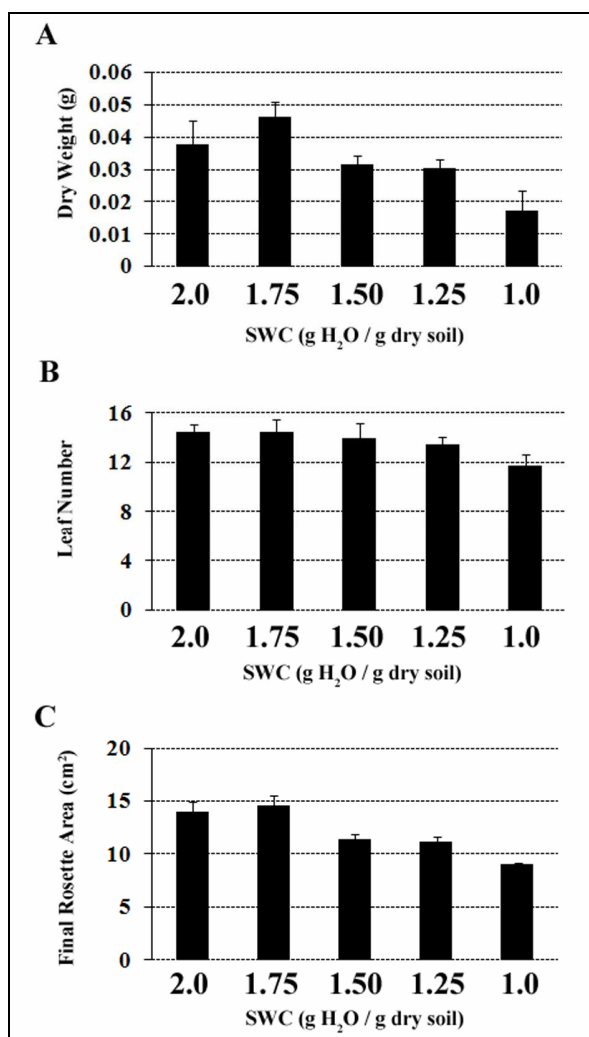 A
Dry Weight (g)
0.06
0.05
0.04
0.03
0.02
0.01
0
2.0 1.75 1.50 1.25 1.0
SWC (g H₂O / g dry soil)
B
Leaf Number
16
12
8
4
0
2.0 1.75 1.50 1.25 1.0
SWC (g H₂O / g dry soil)
C
Final Rosette Area (cm²)
20
15
10
5
0
2.0 1.75 1.50 1.25 1.0
SWC (g H₂O / g dry soil)